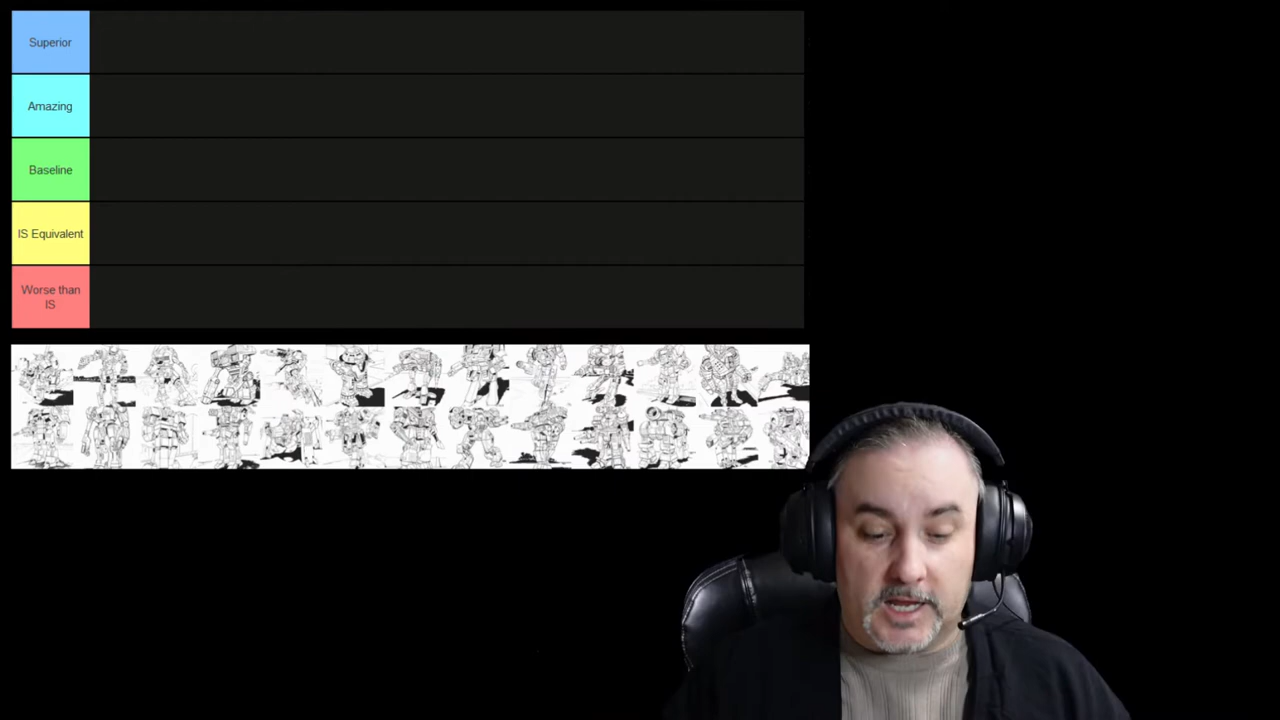 Superior
Amazing
Baseline
IS Equivalent
Worse than
IS